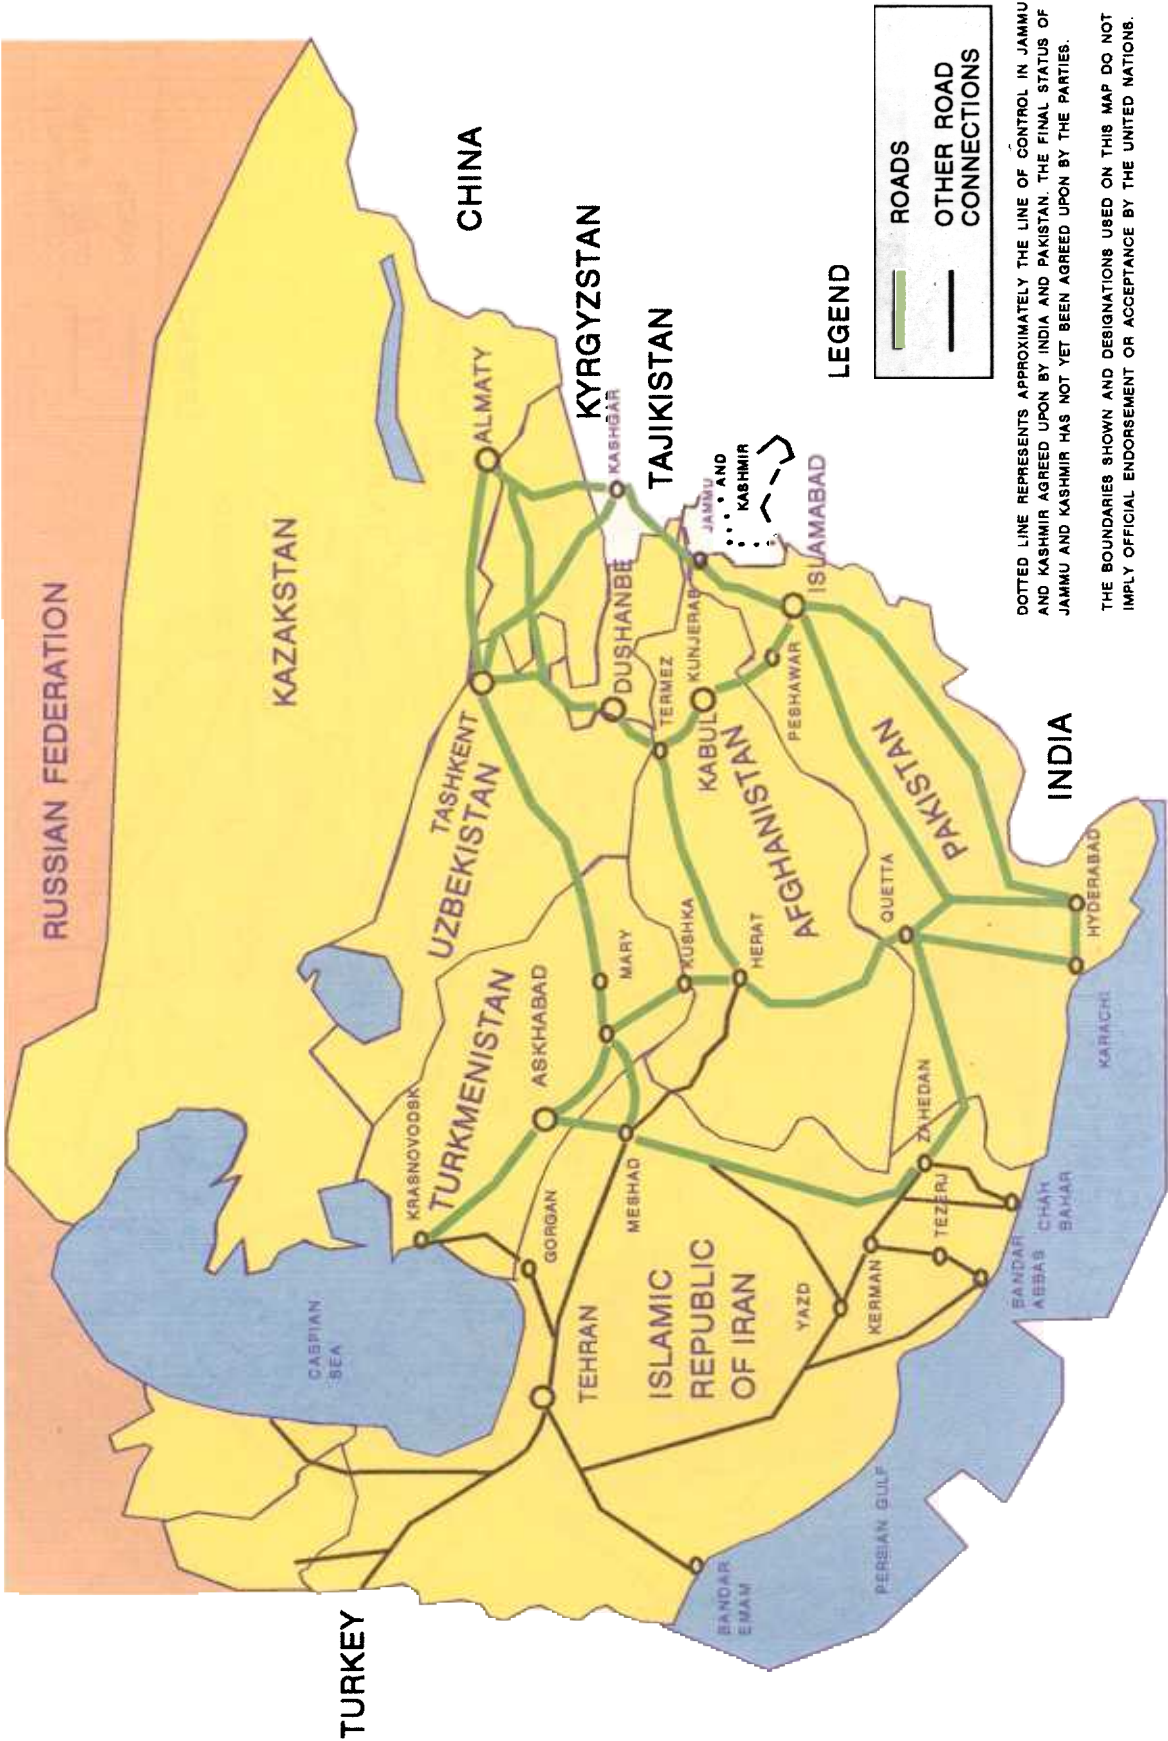 RUSSIAN FEDERATION
KAZAKSTAN
CHINA
KYRGYZSTAN
TAJIKISTAN
ALMATY
KASHGAR
JAMMU
AND
KASHMIR
ISLAMABAD
DUSHANBE
KUNJERAB
TERMEZ
KABUL
PESHAWAR
TASHKENT
UZBEKISTAN
AFGHANISTAN
PAKISTAN
INDIA
QUETTA
HYDERABAD
KARACHI
MARY
KUSHKA
HERAT
ASKHABAD
TURKMENISTAN
KRASNOVODSK
GORGAN
MESHAD
ZAHEDAN
TEZERJ
CHAH
BAHAR
BANDAR
ABBAS
KERMAN
YAZD
ISLAMIC
REPUBLIC
OF IRAN
TEHRAN
CASPIAN
SEA
PERSIAN GULF
BANDAR
EMAM
TURKEY
LEGEND
ROADS
OTHER ROAD
CONNECTIONS
DOTTED LINE REPRESENTS APPROXIMATELY THE LINE OF CONTROL IN JAMMU
AND KASHMIR AGREED UPON BY INDIA AND PAKISTAN. THE FINAL STATUS OF
JAMMU AND KASHMIR HAS NOT YET BEEN AGREED UPON BY THE PARTIES.
THE BOUNDARIES SHOWN AND DESIGNATIONS USED ON THIS MAP DO NOT
IMPLY OFFICIAL ENDORSEMENT OR ACCEPTANCE BY THE UNITED NATIONS.